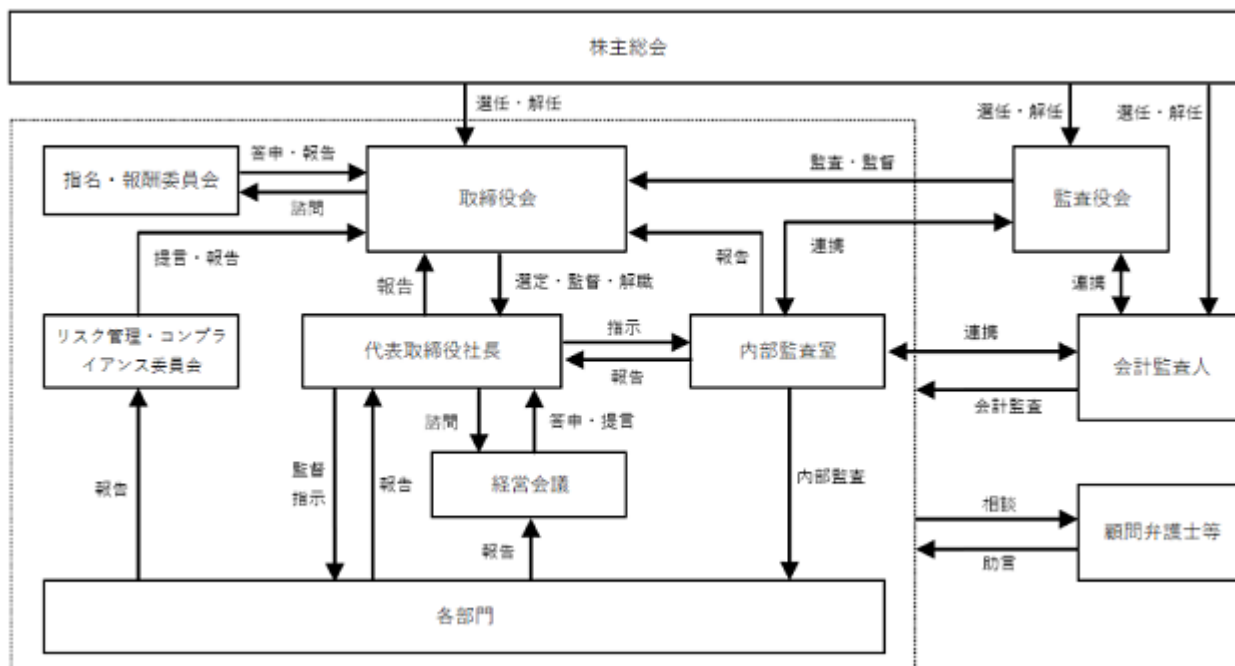 株主総会
選任・解任
選任・解任
選任・解任
指名・報酬委員会
答申・報告
諮問
取締役会
監査・監督
監査役会
提言・報告
報告
選定・監督・解職
報告
連携
連携
リスク管理・コンプラ
イアンス委員会
代表取締役社長
指示
報告
内部監査室
連携
会計監査
会計監査人
諮問
答申・提言
経営会議
報告
監督
指示
報告
報告
内部監査
相談
助言
顧問弁護士等
各部門